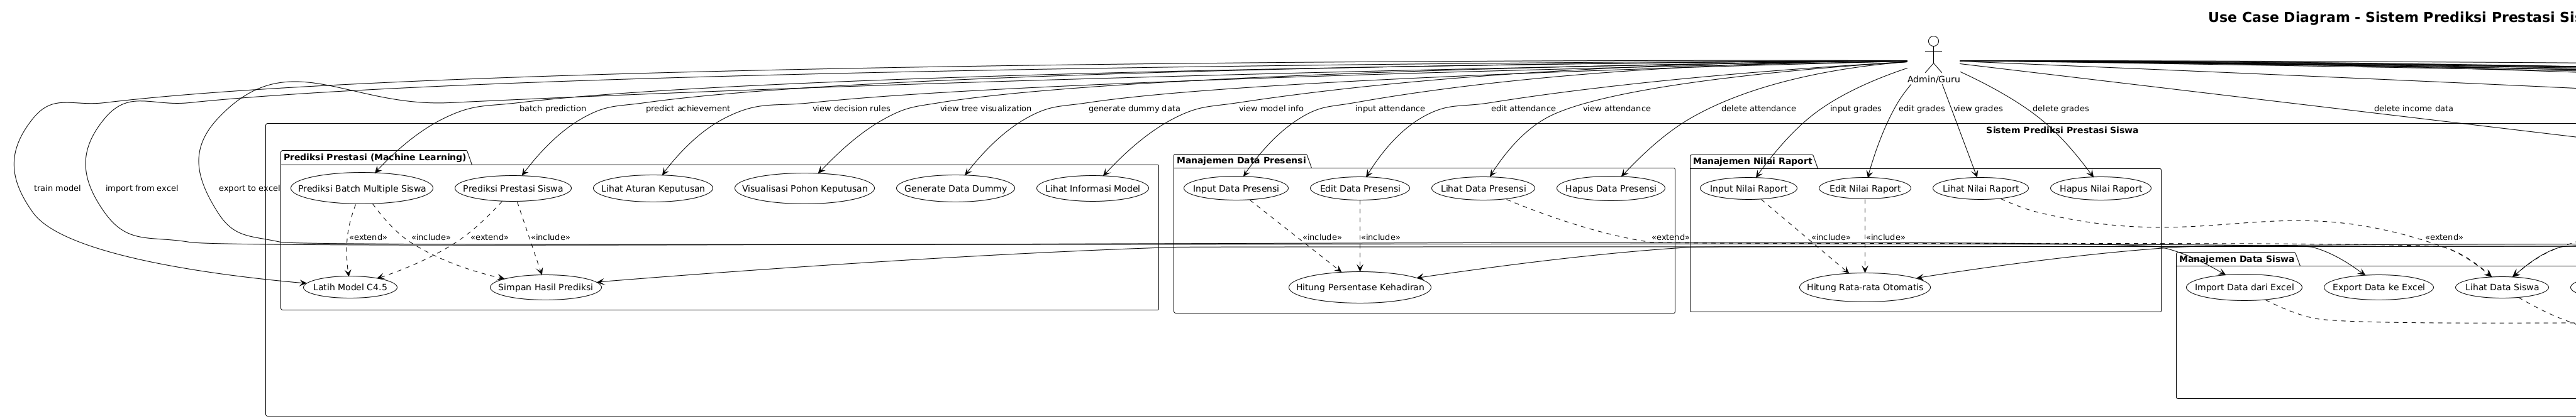 Use Case Diagram - Sistem Prediksi Prestasi
Admin/Guru
batch prediction
predict achievement
view decision rules
view tree visualization
generate dummy data
view model info
input attendance
edit attendance
view attendance
delete attendance
input grades
edit grades
view grades
delete grades
delete income data
Sistem Prediksi Prestasi Siswa
Prediksi Prestasi (Machine Learning)
Manajemen Data Presensi
Manajemen Nilai Raport
train model
import from excel
export to excel
Prediksi Batch Multiple Siswa
Prediksi Prestasi Siswa
Lihat Aturan Keputusan
Visualisasi Pohon Keputusan
Generate Data Dummy
Lihat Informasi Model
Input Data Presensi
Edit Data Presensi
Lihat Data Presensi
Hapus Data Presensi
Input Nilai Raport
Edit Nilai Raport
Lihat Nilai Raport
Hapus Nilai Raport
«extend»
«include»
«extend»
«include»
«include»
«include»
«extend»
«include»
«include»
«extend»
Manajemen Data Siswa
Latih Model C4.5
Simpan Hasil Prediksi
Hitung Persentase Kehadiran
Hitung Rata-rata Otomatis
Import Data dari Excel
Export Data ke Excel
Lihat Data Siswa